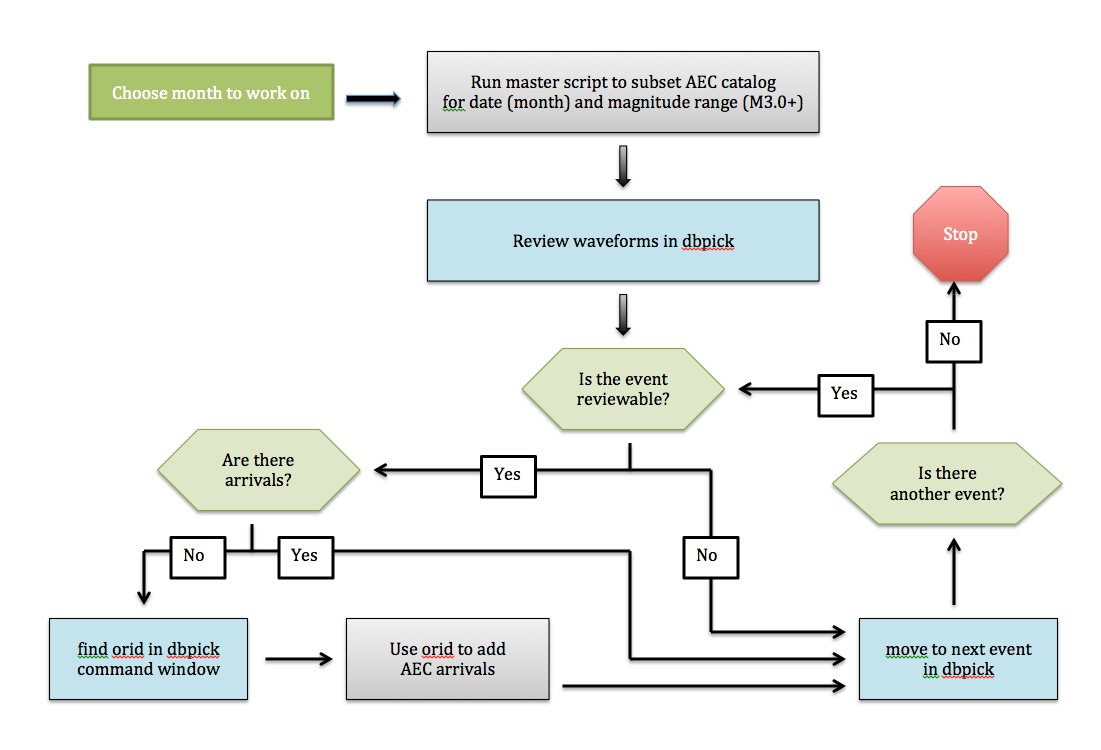 Choose month to work on
Run master script to subset AEC catalog
for date (month) and magnitude range (M3.0+)
Review waveforms in dbpick
Stop
No
Is the event
reviewable?
Yes
Are there
arrivals?
Yes
Is there
another event?
No
Yes
No
find orid in dbpick
command window
Use orid to add
AEC arrivals
move to next event
in dbpick